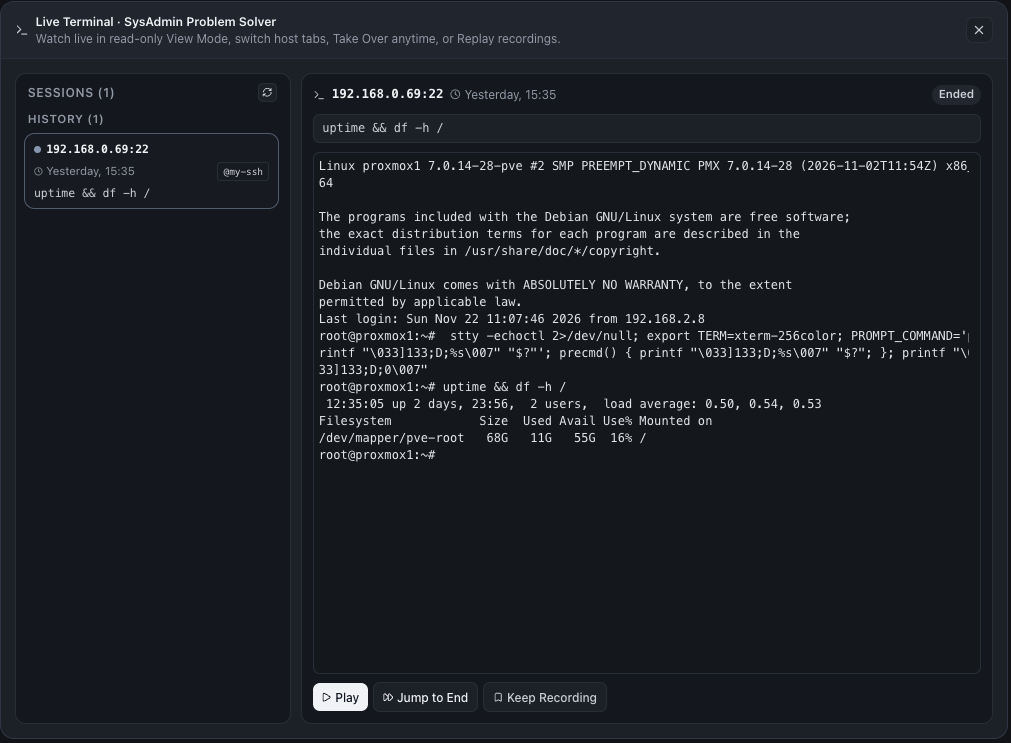 Live Terminal · SysAdmin Problem Solver
Watch live in read-only View Mode, switch host tabs, Take Over anytime, or Replay recordings.
SESSIONS (1)
HISTORY (1)
192.168.0.69:22
Yesterday, 15:35
@my-ssh
uptime && df -h /
192.168.0.69:22 Yesterday, 15:35
Ended
uptime && df -h /
Linux proxmox1 7.0.14-28-pve #2 SMP PREEMPT_DYNAMIC PMX 7.0.14-28 (2026-11-02T11:54Z) x86_
64
The programs included with the Debian GNU/Linux system are free software;
the exact distribution terms for each program are described in the
individual files in /usr/share/doc/*/copyright.
Debian GNU/Linux comes with ABSOLUTELY NO WARRANTY, to the extent
permitted by applicable law.
Last login: Sun Nov 22 11:07:46 2026 from 192.168.2.8
root@proxmox1:~#  stty -echoctl 2>/dev/null; export TERM=xterm-256color; PROMPT_COMMAND='p
rintf "\033]133;D;%s\007" "$?"'; precmd() { printf "\033]133;D;%s\007" "$?"; }; printf "\0
33]133;D;0\007"
root@proxmox1:~# uptime && df -h /
 12:35:05 up 2 days, 23:56,  2 users,  load average: 0.50, 0.54, 0.53
Filesystem            Size  Used Avail Use% Mounted on
/dev/mapper/pve-root   68G   11G   55G  16% /
root@proxmox1:~#
Play
Jump to End
Keep Recording